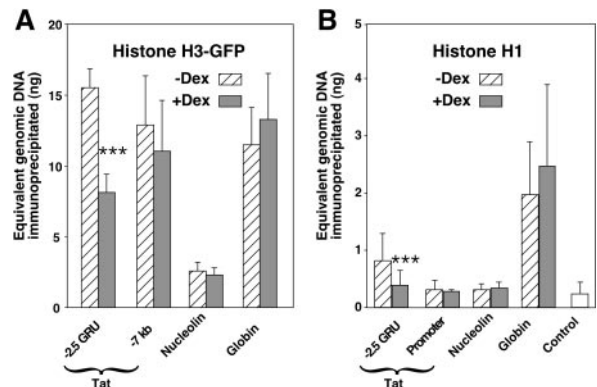 A
Histone H3-GFP
-Dex
+Dex
Equivalent genomic DNA
immunoprecipitated (ng)
20
15
10
5
0
***
-2.5 GRU
-7 kb
Nucleolin
Globin
Tat
B
Histone H1
-Dex
+Dex
Equivalent genomic DNA
immunoprecipitated (ng)
5
4
3
2
1
0
***
-2.5 GRU
Promoter
Nucleolin
Globin
Control
Tat